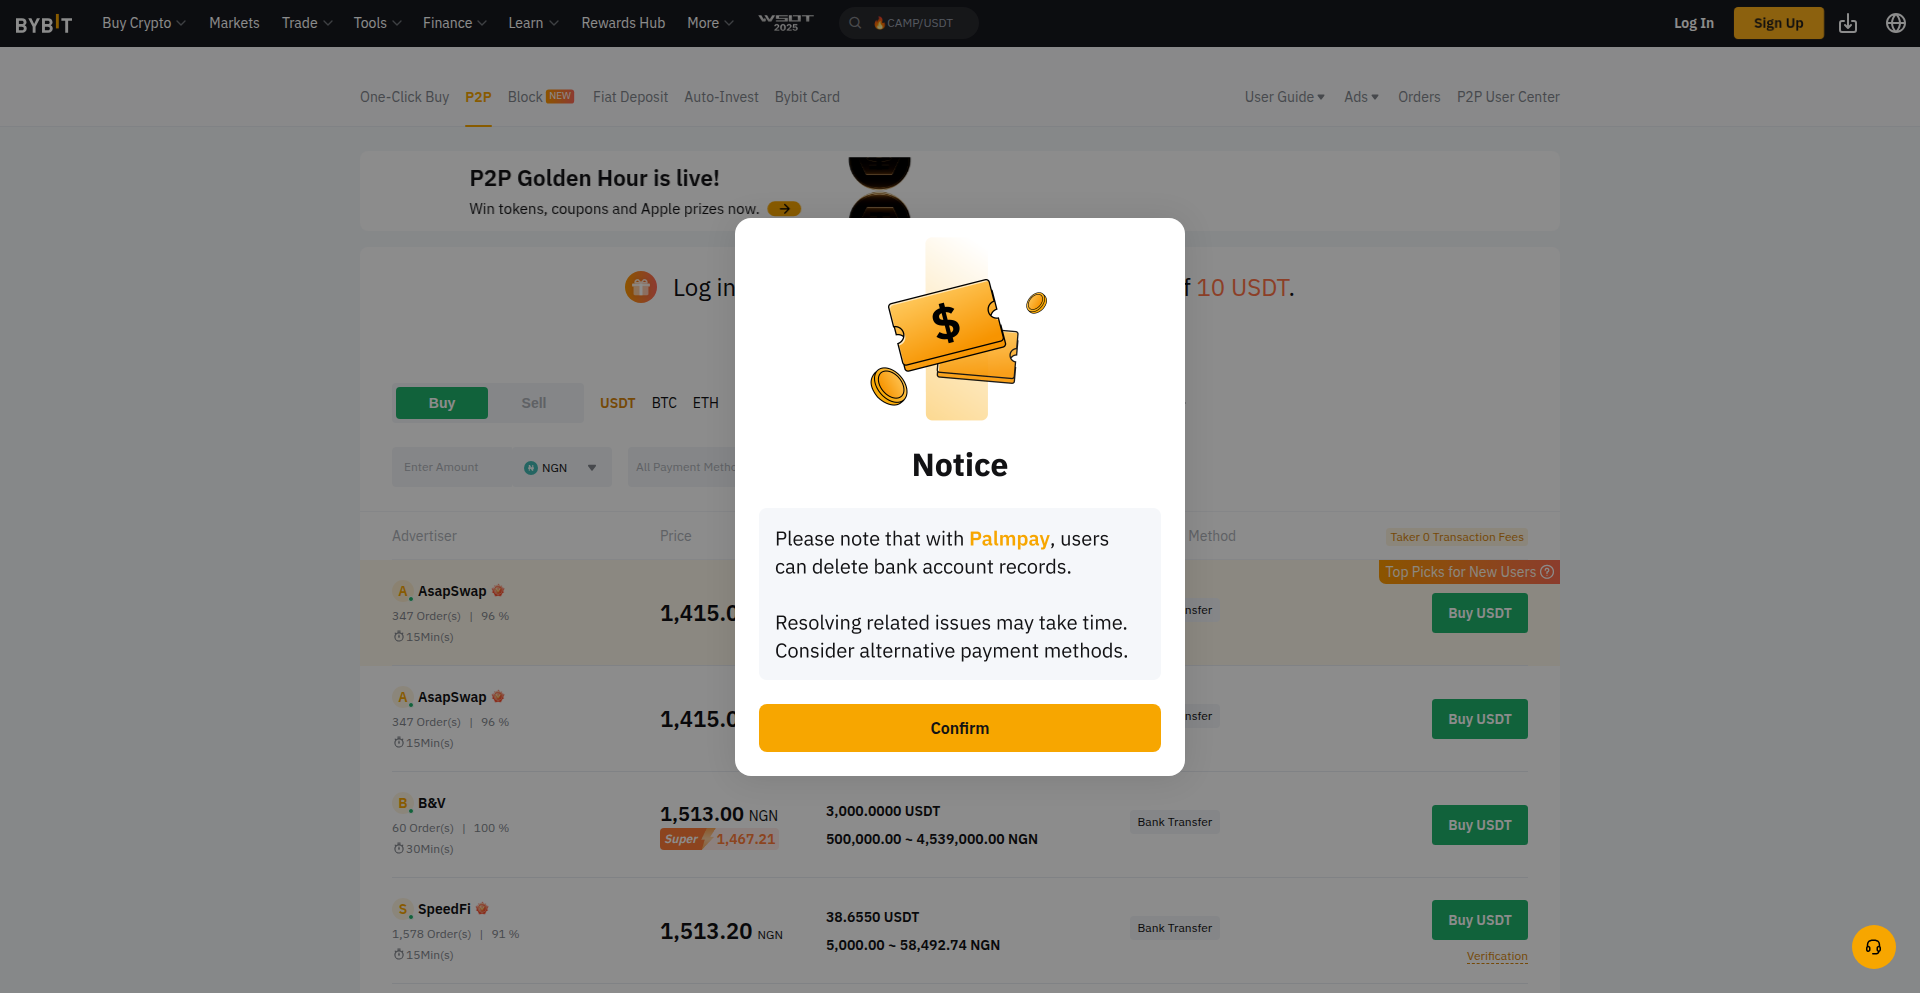 BYBIT
Buy Crypto
Markets
Trade
Tools
Finance
Learn
Rewards Hub
More
WSDT
2025
CAMP/USDT
Log In
Sign Up
One-Click Buy
P2P
Block
NEW
Fiat Deposit
Auto-Invest
Bybit Card
User Guide
Ads
Orders
P2P User Center
P2P Golden Hour is live!
Win tokens, coupons and Apple prizes now.
Log in
10 USDT.
Buy
Sell
USDT
BTC
ETH
Enter Amount
NGN
All Payment
$
Notice
Please note that with Palmpay, users
can delete bank account records.
Resolving related issues may take time.
Consider alternative payment methods.
Confirm
Advertiser
Price
Method
Taker 0 Transaction Fees
Top Picks for New Users
A
AsapSwap
347 Order(s) | 96 %
15Min(s)
1,415.0
Buy USDT
A
AsapSwap
347 Order(s) | 96 %
15Min(s)
1,415.0
Buy USDT
B
B&V
60 Order(s) | 100 %
30Min(s)
1,513.00 NGN
Super 1,467.21
3,000.0000 USDT
500,000.00 ~ 4,539,000.00 NGN
Bank Transfer
Buy USDT
S
SpeedFi
1,578 Order(s) | 91 %
15Min(s)
1,513.20 NGN
38.6550 USDT
5,000.00 ~ 58,492.74 NGN
Bank Transfer
Buy USDT
Verification